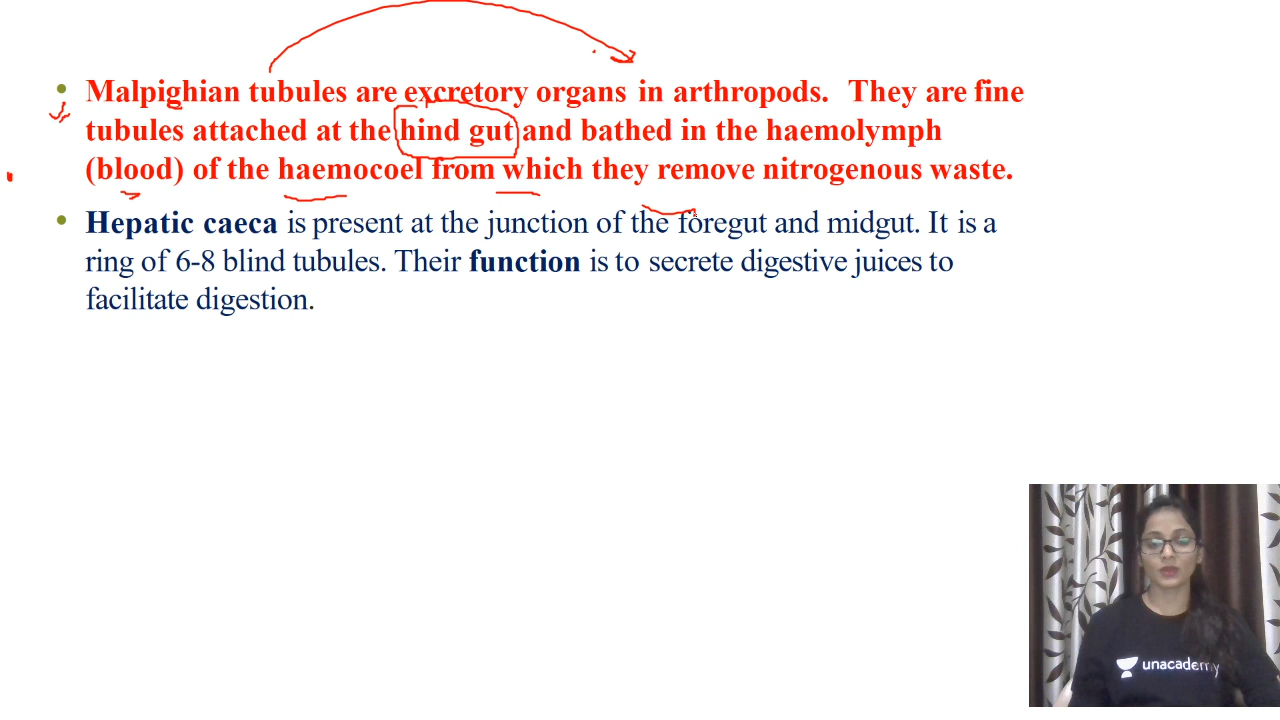 • Malpighian tubules are excretory organs in arthropods. They are fine
tubules attached at the hind gut and bathed in the haemolymph
(blood) of the haemocoel from which they remove nitrogenous waste.
• Hepatic caeca is present at the junction of the foregut and midgut. It is a
ring of 6-8 blind tubules. Their function is to secrete digestive juices to
facilitate digestion.
unacademy